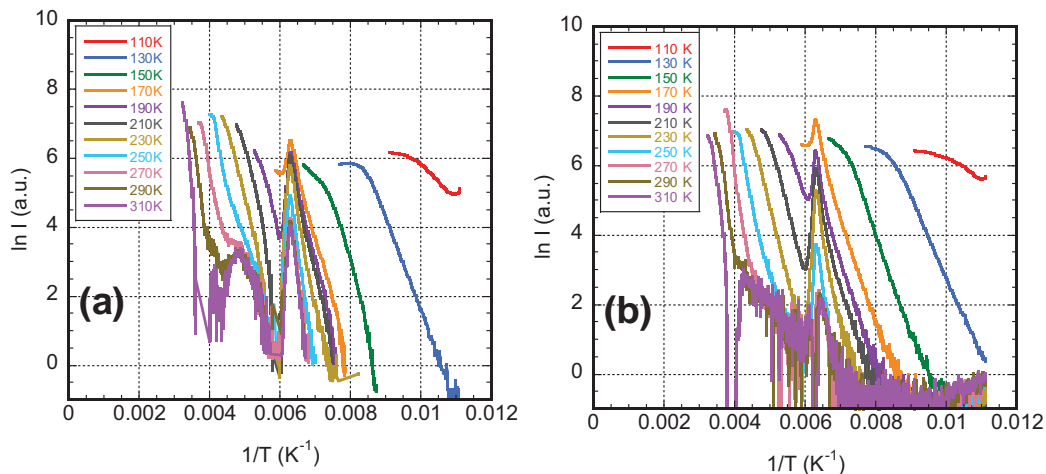 10
8
6
4
2
0
ln I (a.u.)
110K
130K
150K
170K
190K
210K
230K
250K
270K
290K
310K
(a)
0
0.002
0.004
0.006
0.008
0.010
0.012
1/T (K⁻¹)
10
8
6
4
2
0
ln I (a.u.)
110 K
130 K
150 K
170 K
190 K
210 K
230 K
250 K
270 K
290 K
310 K
(b)
0
0.002
0.004
0.006
0.008
0.01
0.012
1/T (K⁻¹)